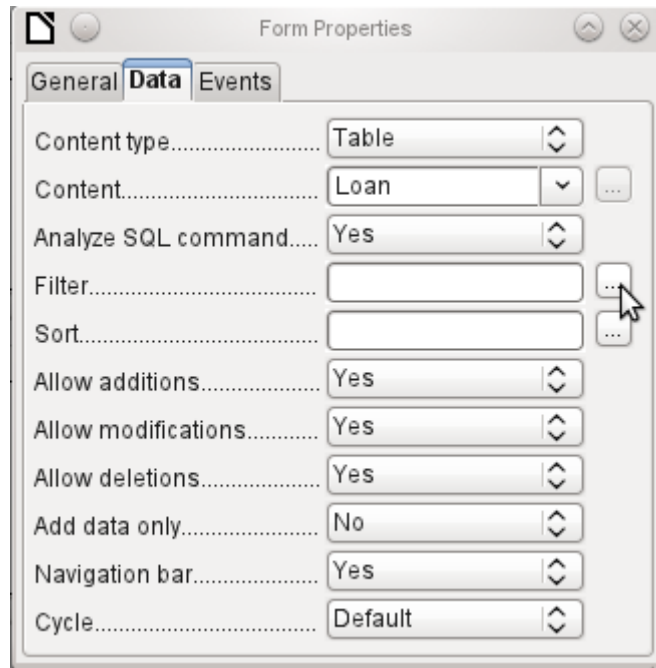 Form Properties
General Data Events
Content type....................... Table
Content................................ Loan ...
Analyze SQL command..... Yes
Filter..................................... ...
Sort...................................... ...
Allow additions.................... Yes
Allow modifications............ Yes
Allow deletions................... Yes
Add data only...................... No
Navigation bar.................... Yes
Cycle.................................... Default